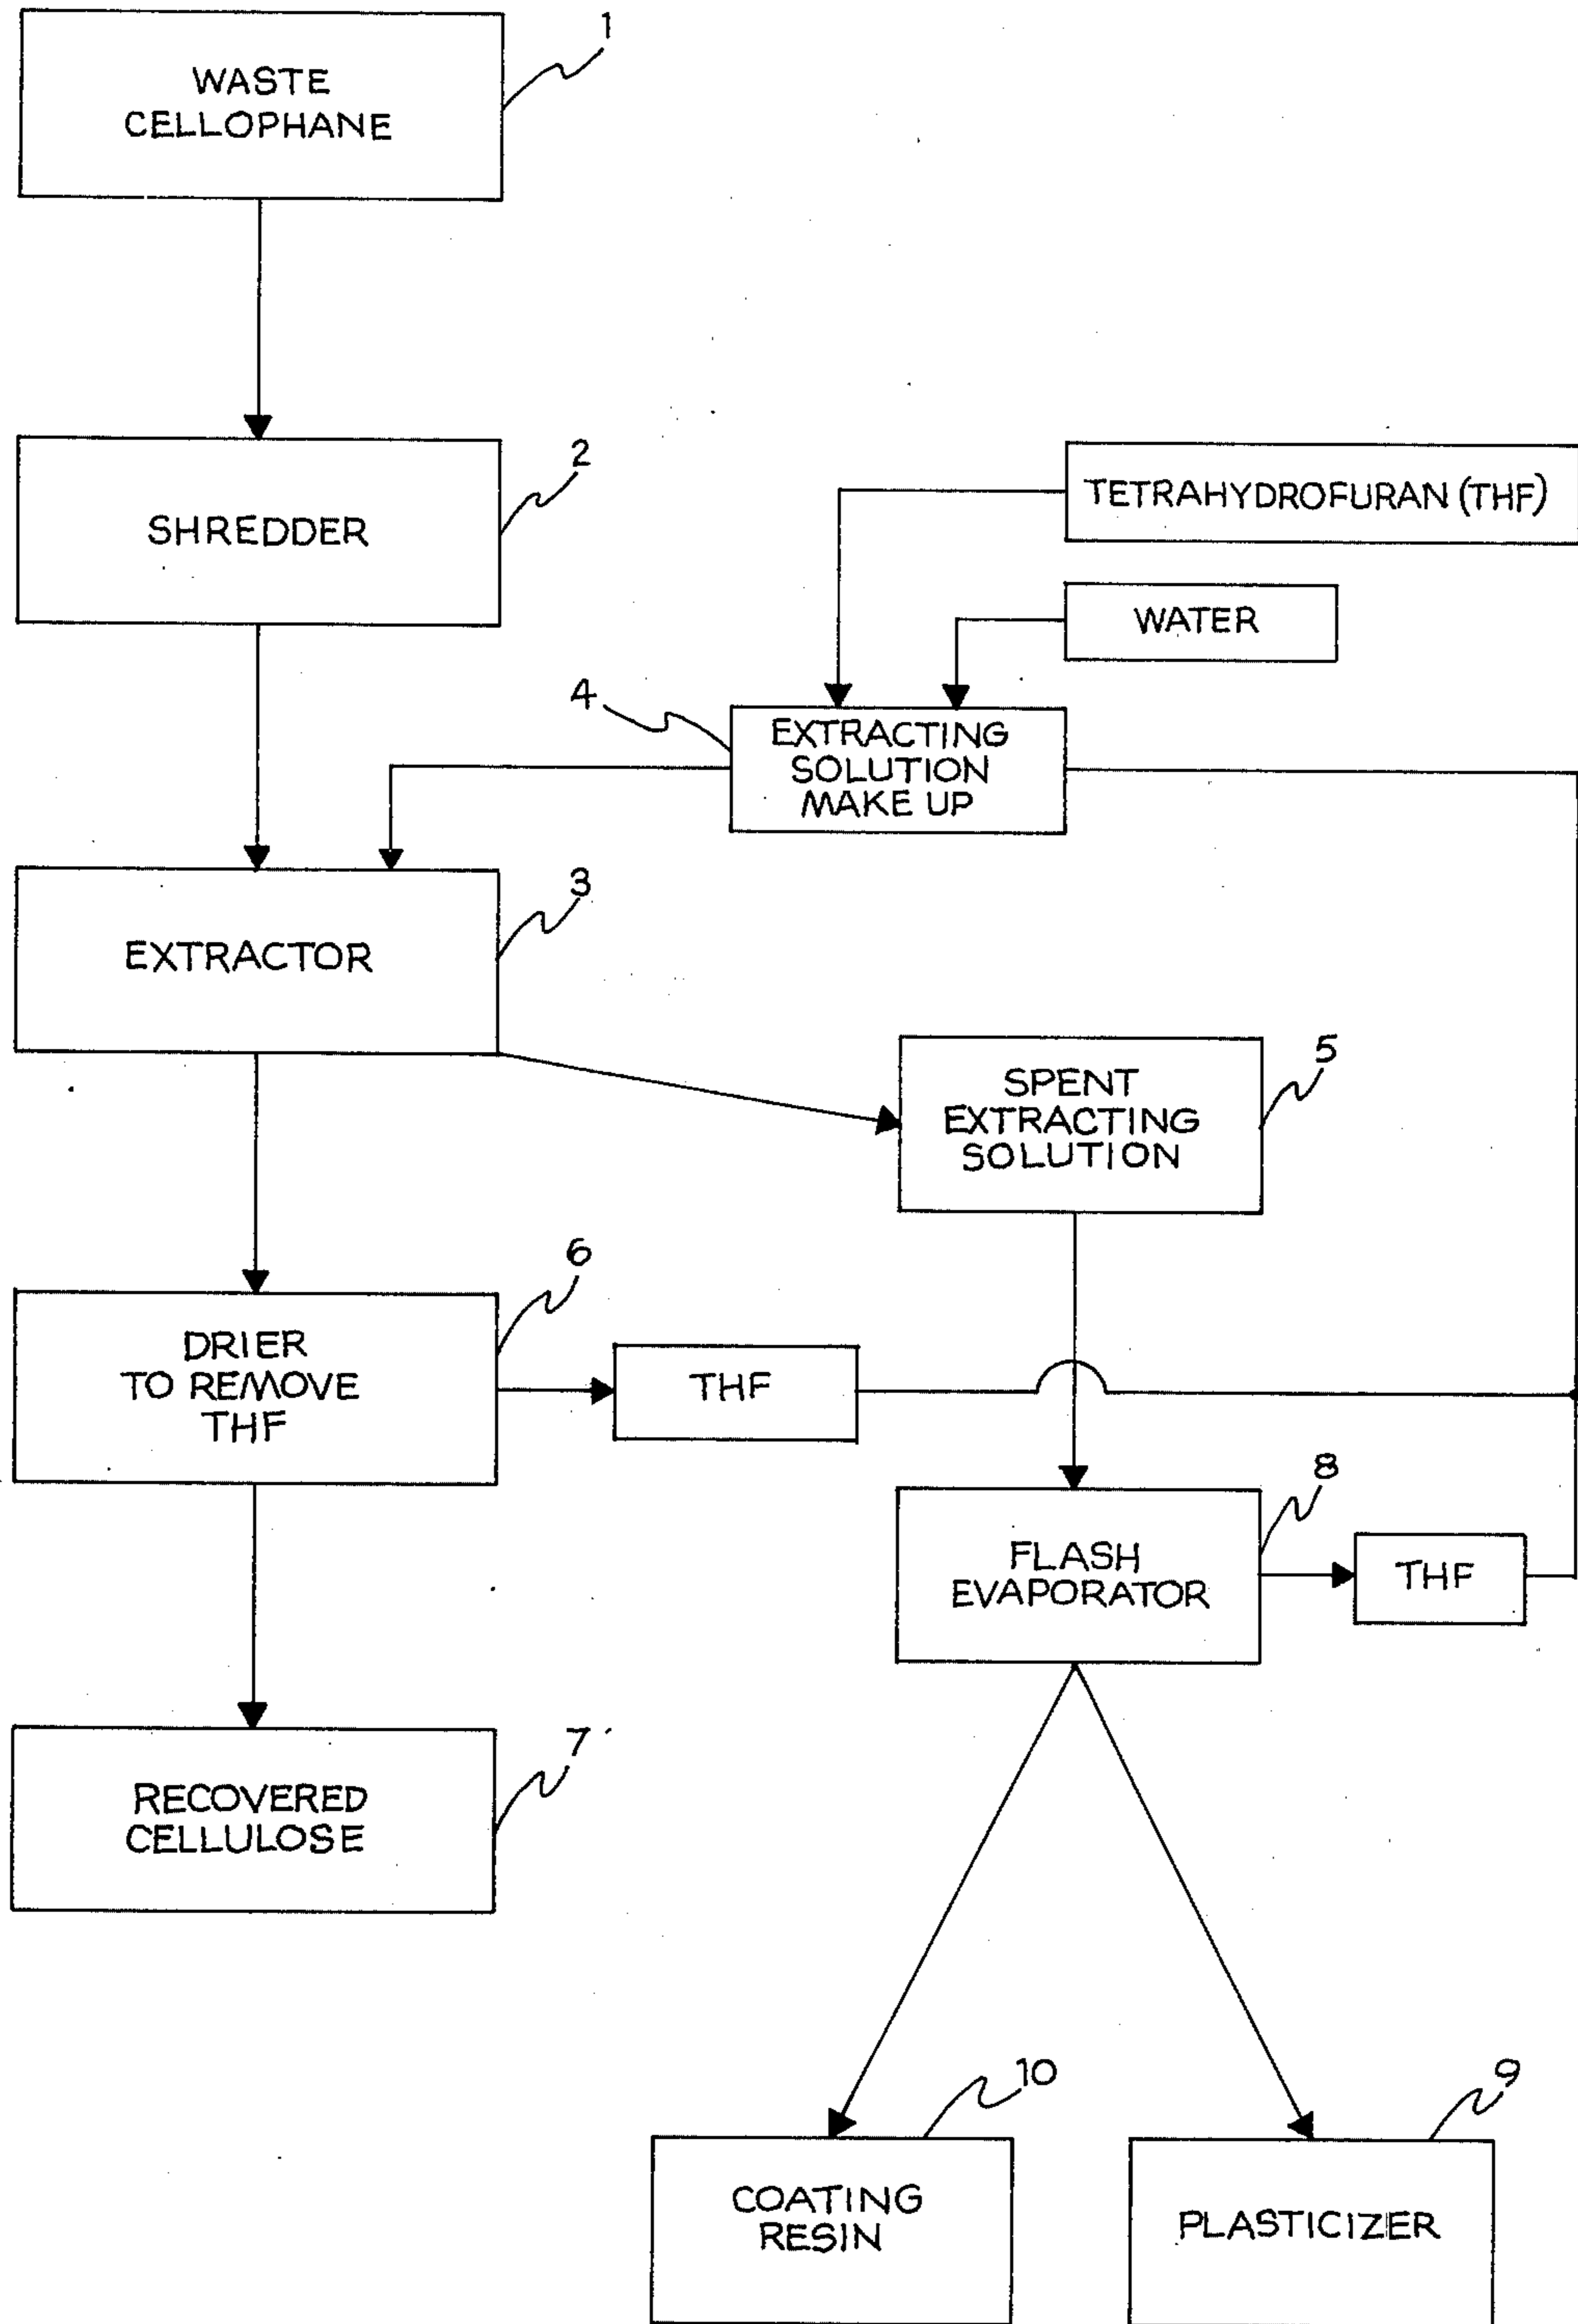 1
WASTE
CELLOPHANE
2
SHREDDER
TETRAHYDROFURAN (THF)
WATER
4
EXTRACTING
SOLUTION
MAKE UP
3
EXTRACTOR
5
SPENT
EXTRACTING
SOLUTION
6
DRIER
TO REMOVE
THF
THF
8
FLASH
EVAPORATOR
THF
7
RECOVERED
CELLULOSE
10
9
COATING
RESIN
PLASTICIZER